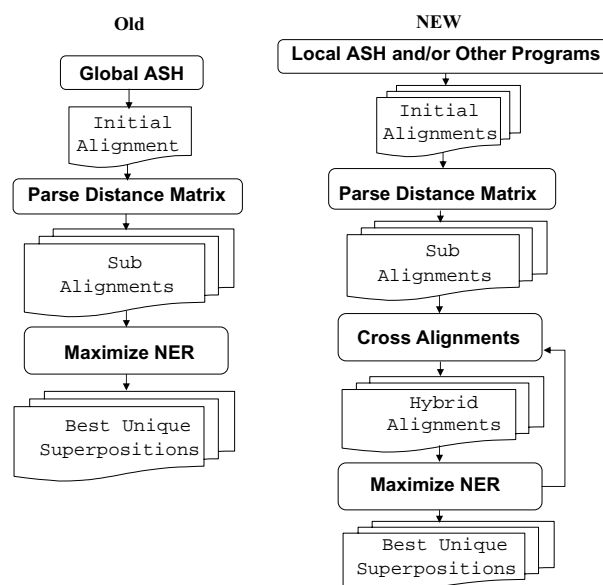 Old
Global ASH
Initial
Alignment
Parse Distance Matrix
Sub
Alignments
Maximize NER
Best Unique
Superpositions
NEW
Local ASH and/or Other Programs
Initial
Alignments
Parse Distance Matrix
Sub
Alignments
Cross Alignments
Hybrid
Alignments
Maximize NER
Best Unique
Superpositions